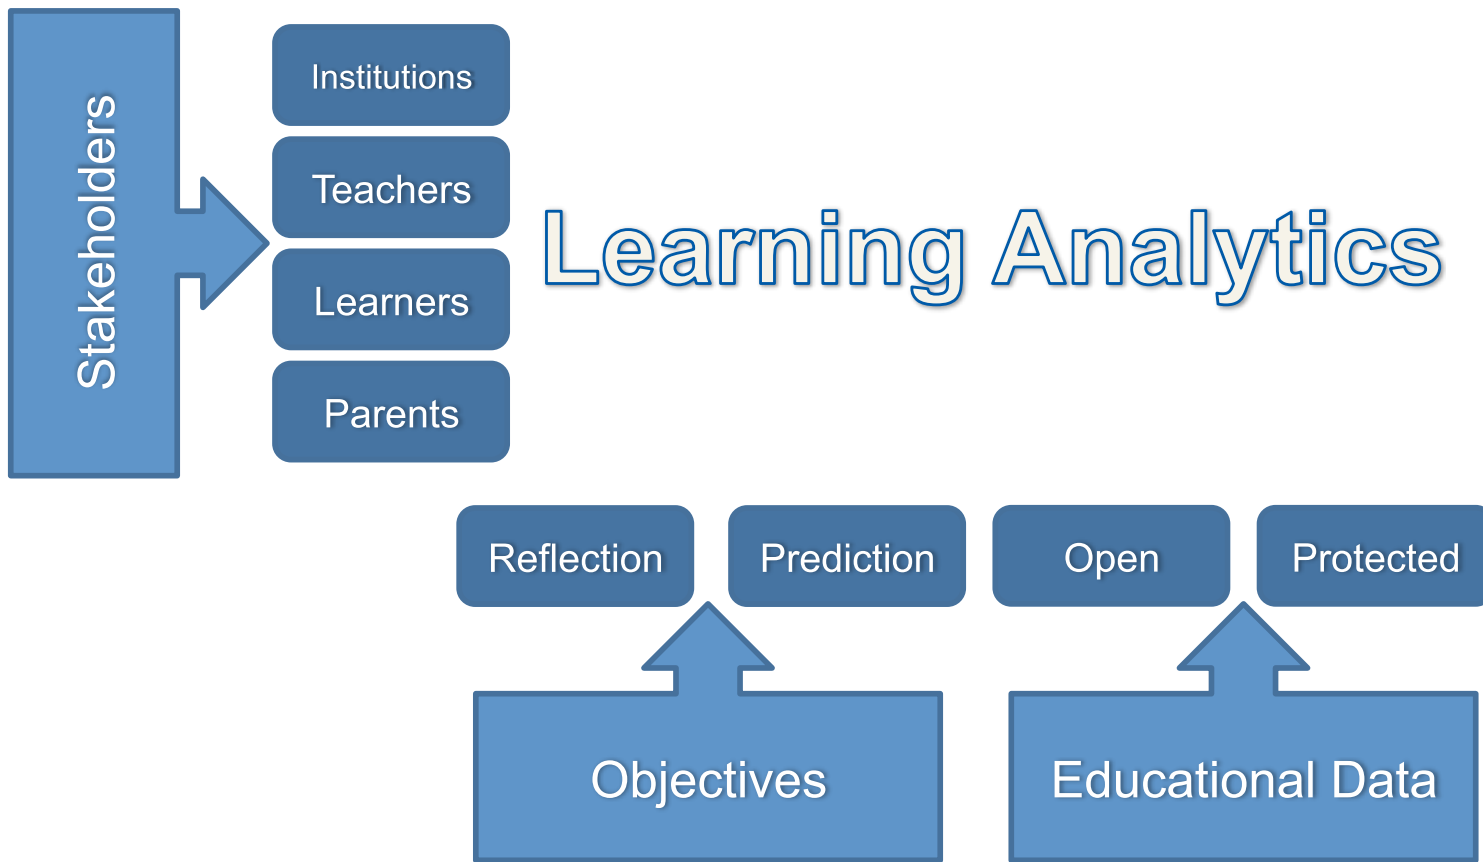 Stakeholders
Institutions
Teachers
Learners
Parents
Learning Analytics
Reflection
Prediction
Open
Protected
Objectives
Educational Data